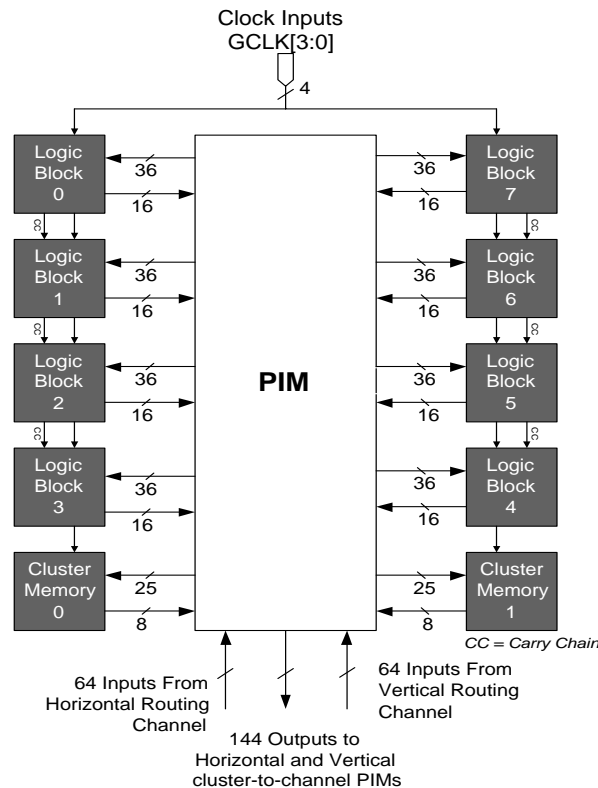 Clock Inputs
GCLK[3:0]
4
Logic
Block
0
36
16
36
16
Logic
Block
7
CC
CC
Logic
Block
1
36
16
36
16
Logic
Block
6
CC
CC
Logic
Block
2
36
16
PIM
36
16
Logic
Block
5
CC
CC
Logic
Block
3
36
16
36
16
Logic
Block
4
Cluster
Memory
0
25
8
25
8
Cluster
Memory
1
CC = Carry Chain
64 Inputs From
Horizontal Routing
Channel
64 Inputs From
Vertical Routing
Channel
144 Outputs to
Horizontal and Vertical
cluster-to-channel PIMs